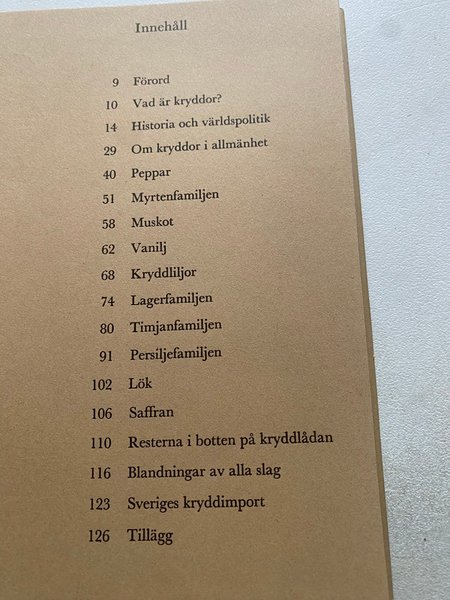 Innehåll
9 Förord
10 Vad är kryddor?
14 Historia och världspolitik
29 Om kryddor i allmänhet
40 Peppar
51 Myrtenfamiljen
58 Muskot
62 Vanilj
68 Kryddliljor
74 Lagerfamiljen
80 Timjanfamiljen
91 Persiljefamiljen
102 Lök
106 Saffran
110 Resterna i botten på kryddlådan
116 Blandningar av alla slag
123 Sveriges kryddimport
126 Tillägg